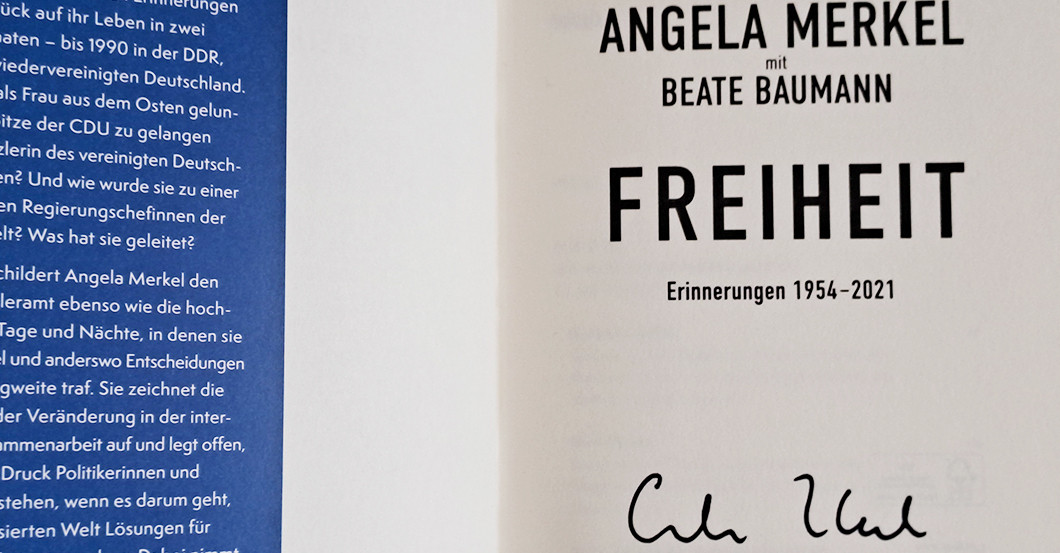 ück auf ihr Leben in zwei
aten – bis 1990 in der DDR,
iedervereinigten Deutschland.
als Frau aus dem Osten gelun-
itze der CDU zu gelangen
zlerin des vereinigten Deutsch-
en? Und wie wurde sie zu einer
en Regierungschefinnen der
elt? Was hat sie geleitet?
childert Angela Merkel den
leramt ebenso wie die hoch-
Tage und Nächte, in denen sie
el und anderswo Entscheidungen
gweite traf. Sie zeichnet die
der Veränderung in der inter-
ammenarbeit auf und legt offen,
Druck Politikerinnen und
stehen, wenn es darum geht,
sierten Welt Lösungen für
ANGELA MERKEL
mit
BEATE BAUMANN
FREIHEIT
Erinnerungen 1954–2021